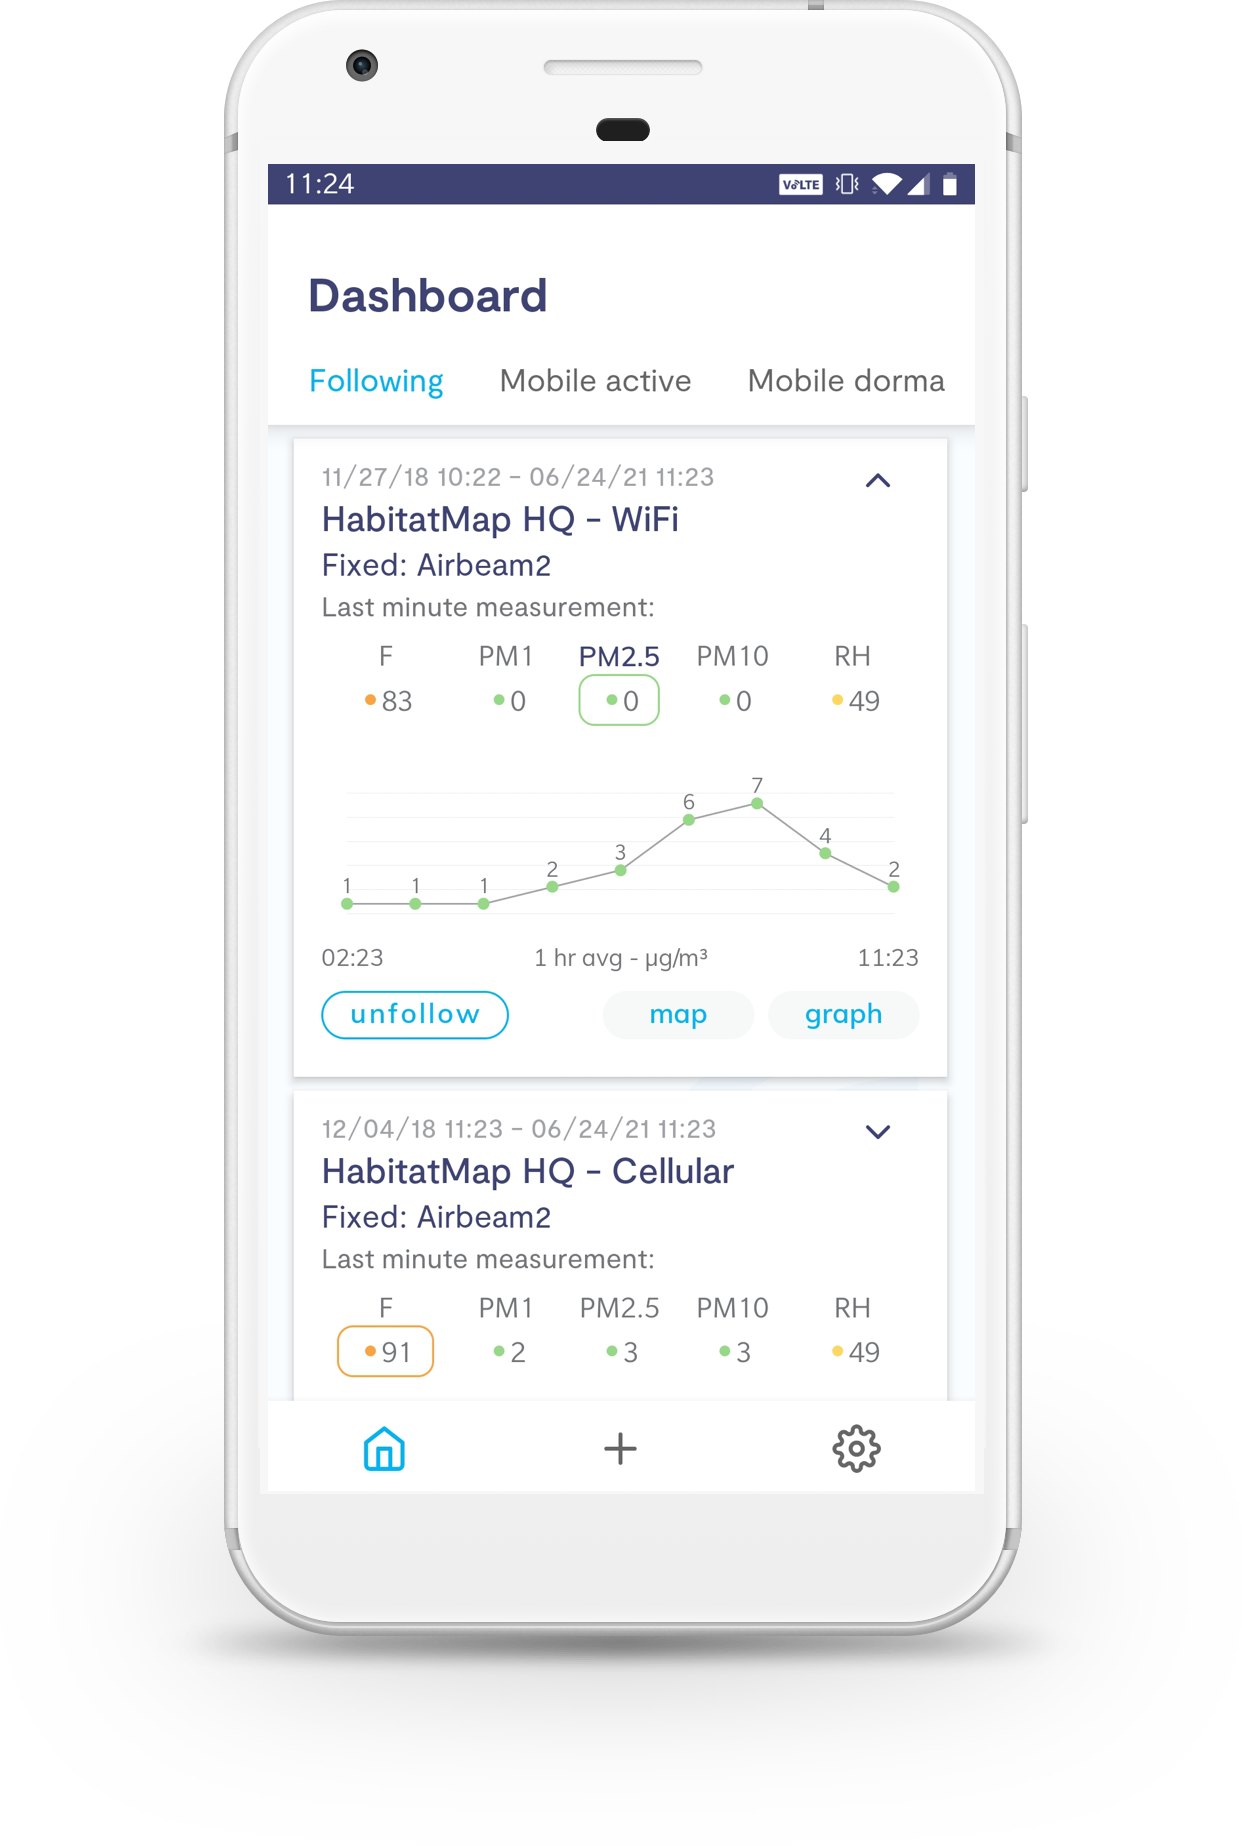 11:24 VoLTE
Dashboard
Following Mobile active Mobile dorma
11/27/18 10:22 - 06/24/21 11:23
HabitatMap HQ - WiFi
Fixed: Airbeam2
Last minute measurement:
F PM1 PM2.5 PM10 RH
83 0 0 0 49
1 1 1 2 3 6 7 4 2
02:23 1 hr avg - µg/m³ 11:23
unfollow map graph
12/04/18 11:23 - 06/24/21 11:23
HabitatMap HQ - Cellular
Fixed: Airbeam2
Last minute measurement:
F PM1 PM2.5 PM10 RH
91 2 3 3 49